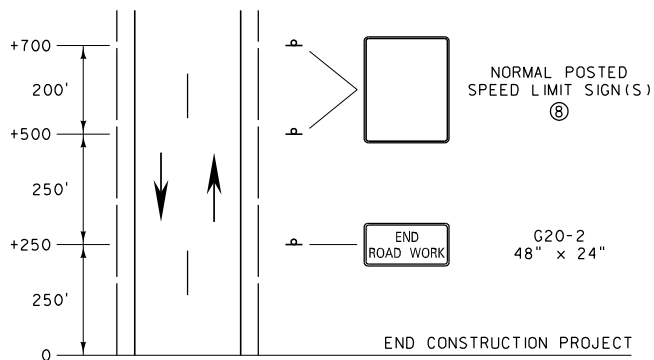 +700
200'
+500
250'
+250
250'
0
NORMAL POSTED
SPEED LIMIT SIGN(S)
⑧
END
ROAD WORK
G20-2
48" x 24"
END CONSTRUCTION PROJECT